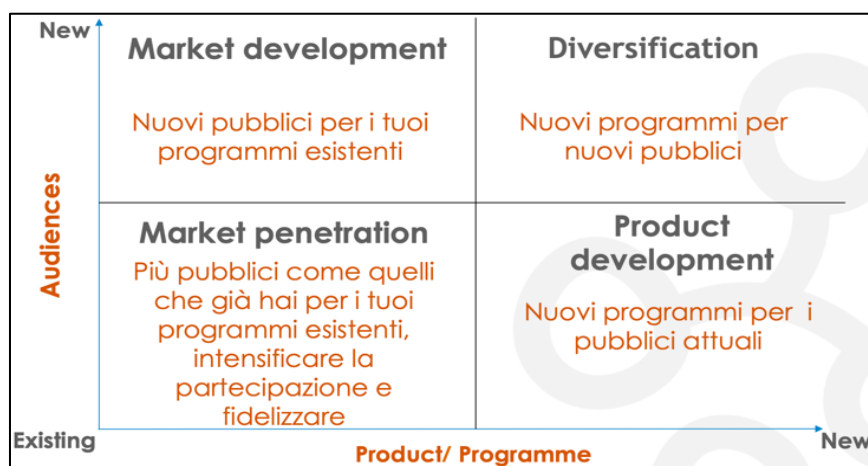 New
Market development
Nuovi pubblici per i tuoi
programmi esistenti
Diversification
Nuovi programmi per
nuovi pubblici
Audiences
Market penetration
Più pubblici come quelli
che già hai per i tuoi
programmi esistenti,
intensificare la
partecipazione e
fidelizzare
Product
development
Nuovi programmi per i
pubblici attuali
Existing
Product/ Programme
New